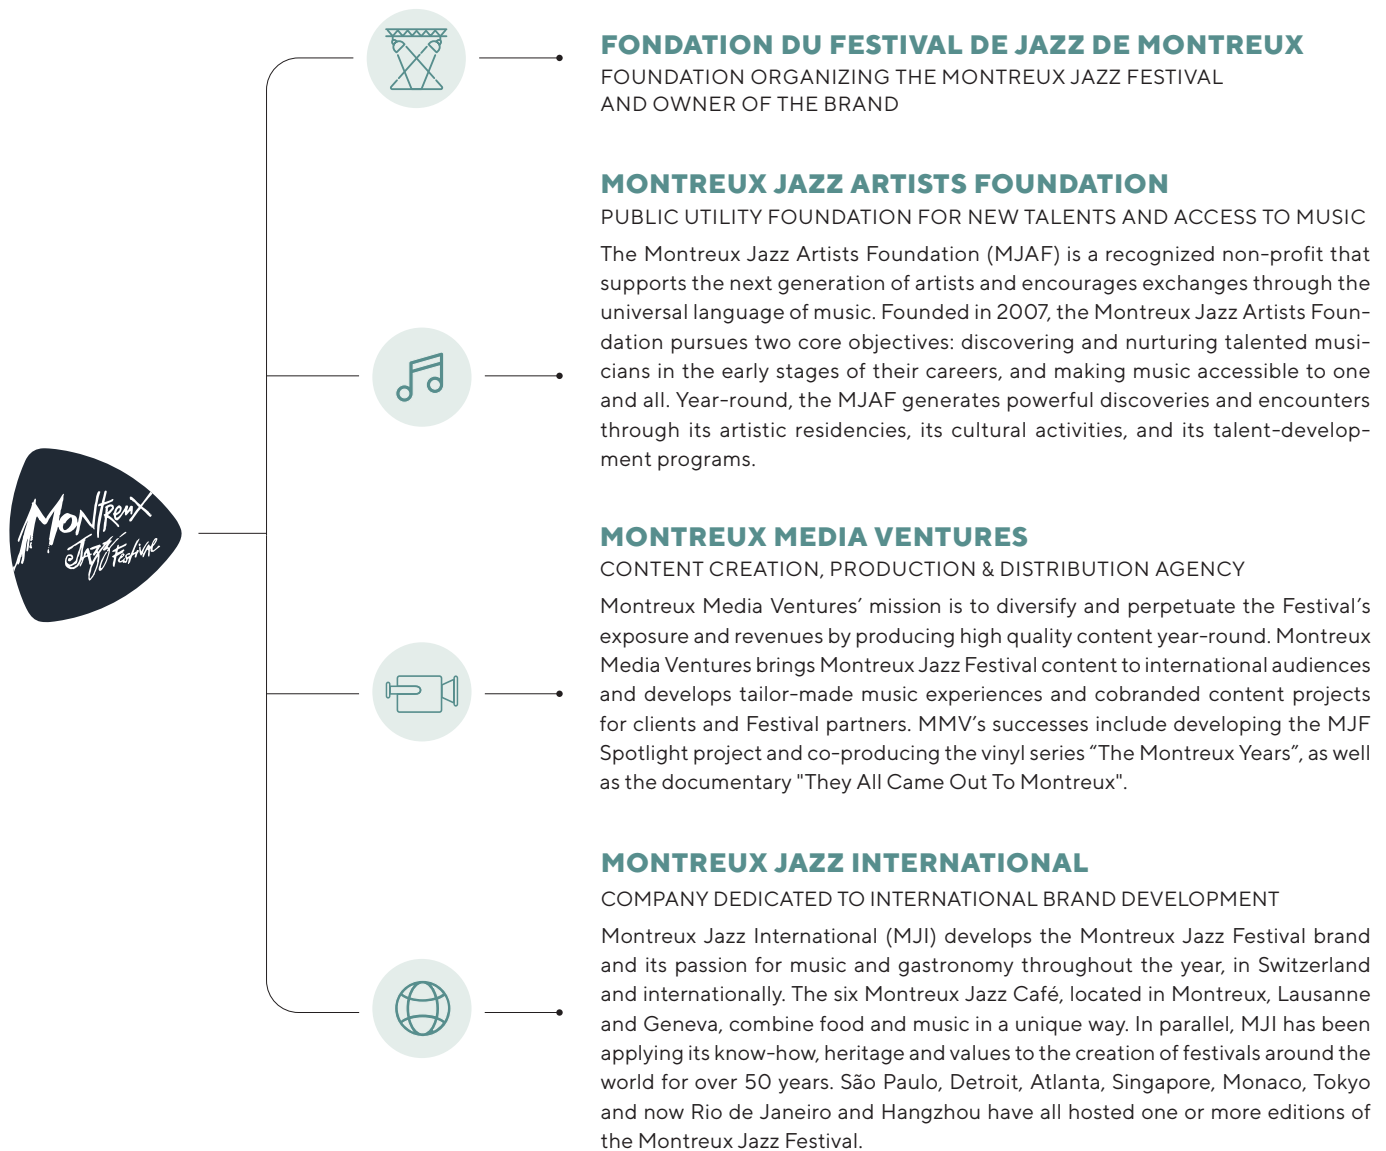 FONDATION DU FESTIVAL DE JAZZ DE MONTREUX
FOUNDATION ORGANIZING THE MONTREUX JAZZ FESTIVAL
AND OWNER OF THE BRAND
MONTREUX JAZZ ARTISTS FOUNDATION
PUBLIC UTILITY FOUNDATION FOR NEW TALENTS AND ACCESS TO MUSIC
The Montreux Jazz Artists Foundation (MJAF) is a recognized non-profit that
supports the next generation of artists and encourages exchanges through the
universal language of music. Founded in 2007, the Montreux Jazz Artists Foun-
dation pursues two core objectives: discovering and nurturing talented musi-
cians in the early stages of their careers, and making music accessible to one
and all. Year-round, the MJAF generates powerful discoveries and encounters
through its artistic residencies, its cultural activities, and its talent-develop-
ment programs.
Montreux
Jazz Festival
MONTREUX MEDIA VENTURES
CONTENT CREATION, PRODUCTION & DISTRIBUTION AGENCY
Montreux Media Ventures’ mission is to diversify and perpetuate the Festival’s
exposure and revenues by producing high quality content year-round. Montreux
Media Ventures brings Montreux Jazz Festival content to international audiences
and develops tailor-made music experiences and cobranded content projects
for clients and Festival partners. MMV’s successes include developing the MJF
Spotlight project and co-producing the vinyl series “The Montreux Years”, as well
as the documentary "They All Came Out To Montreux".
MONTREUX JAZZ INTERNATIONAL
COMPANY DEDICATED TO INTERNATIONAL BRAND DEVELOPMENT
Montreux Jazz International (MJI) develops the Montreux Jazz Festival brand
and its passion for music and gastronomy throughout the year, in Switzerland
and internationally. The six Montreux Jazz Café, located in Montreux, Lausanne
and Geneva, combine food and music in a unique way. In parallel, MJI has been
applying its know-how, heritage and values to the creation of festivals around the
world for over 50 years. São Paulo, Detroit, Atlanta, Singapore, Monaco, Tokyo
and now Rio de Janeiro and Hangzhou have all hosted one or more editions of
the Montreux Jazz Festival.